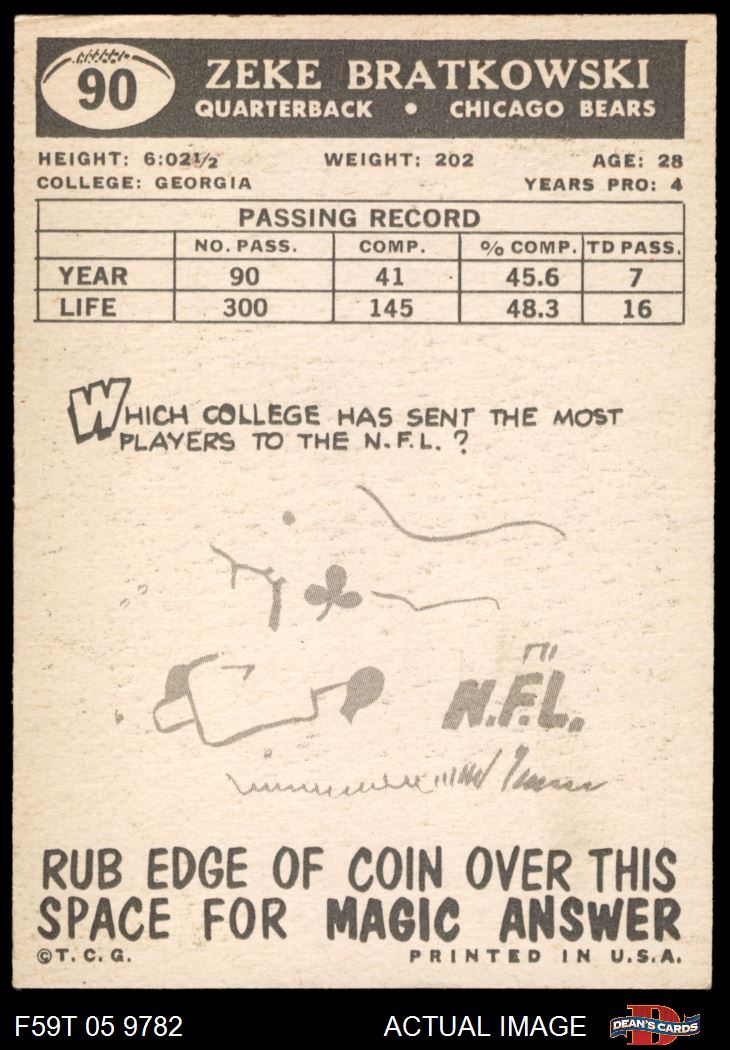 90
ZEKE BRATKOWSKI
QUARTERBACK • CHICAGO BEARS
HEIGHT: 6:02½ WEIGHT: 202 AGE: 28
COLLEGE: GEORGIA YEARS PRO: 4
PASSING RECORD
NO. PASS. COMP. % COMP. TD PASS.
YEAR 90 41 45.6 7
LIFE 300 145 48.3 16
WHICH COLLEGE HAS SENT THE MOST
PLAYERS TO THE N.F.L.?
N.F.L.
RUB EDGE OF COIN OVER THIS
SPACE FOR MAGIC ANSWER
©T.C.G. PRINTED IN U.S.A.
F59T 05 9782 ACTUAL IMAGE DEAN'S CARDS